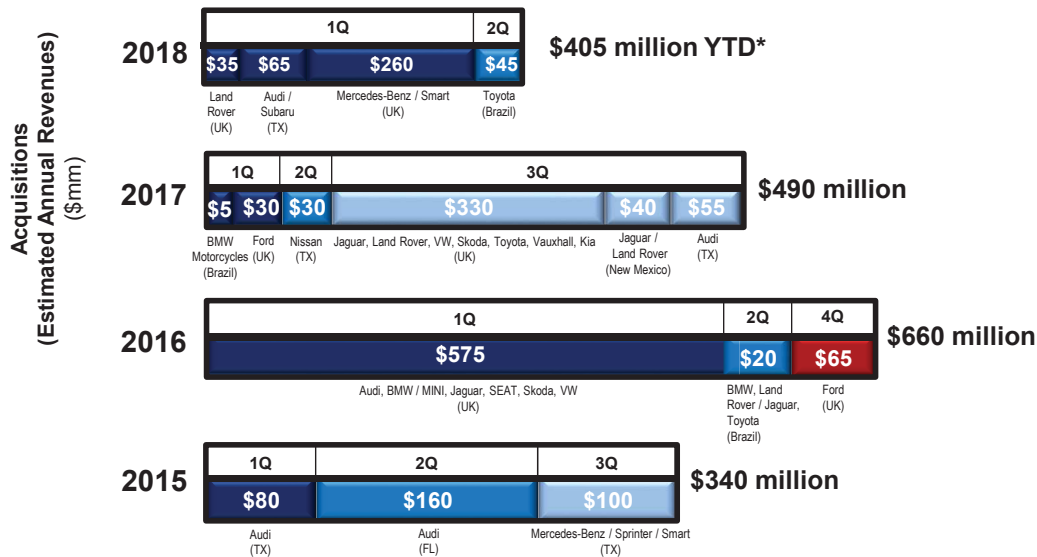 Acquisitions
(Estimated Annual Revenues)
($mm)
1Q 2Q
2018 $35 $65 $260 $45 $405 million YTD*
Land Rover (UK)
Audi / Subaru (TX)
Mercedes-Benz / Smart (UK)
Toyota (Brazil)
1Q 2Q 3Q
2017 $5 $30 $30 $330 $40 $55 $490 million
BMW Motorcycles (Brazil)
Ford (UK)
Nissan (TX)
Jaguar, Land Rover, VW, Skoda, Toyota, Vauxhall, Kia (UK)
Jaguar / Land Rover (New Mexico)
Audi (TX)
1Q 2Q 4Q
2016 $575 $20 $65 $660 million
Audi, BMW / MINI, Jaguar, SEAT, Skoda, VW (UK)
BMW, Land Rover / Jaguar, Toyota (Brazil)
Ford (UK)
1Q 2Q 3Q
2015 $80 $160 $100 $340 million
Audi (TX)
Audi (FL)
Mercedes-Benz / Sprinter / Smart (TX)